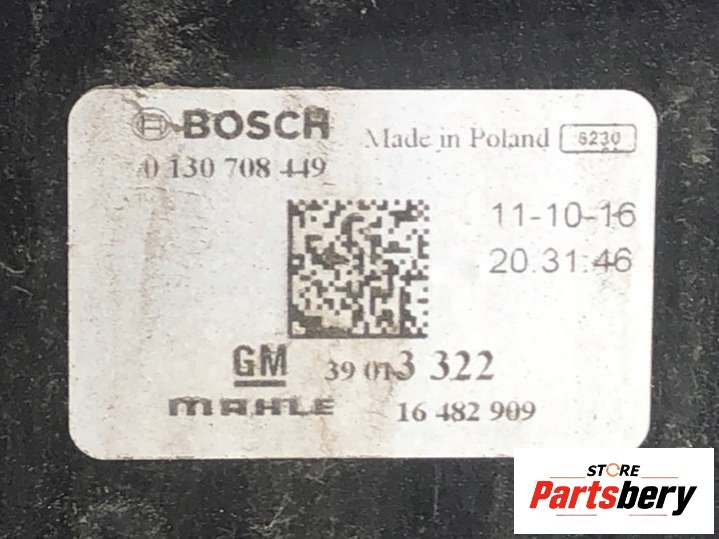 BOSCH
Made in Poland 6230
0 130 708 449
11-10-16
20:31:46
GM 39 013 322
MAHLE 16 482 909
STORE
Partsbery